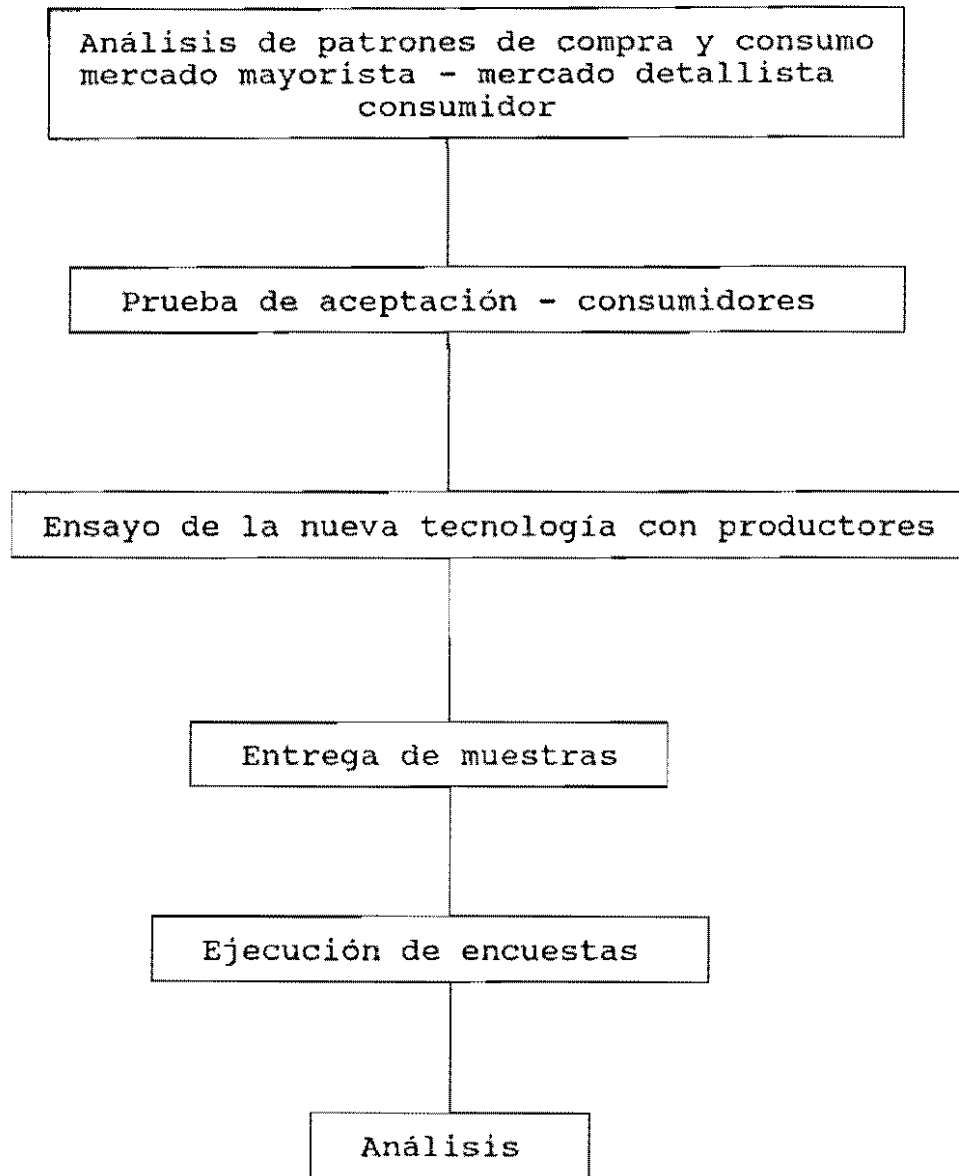 Análisis de patrones de compra y consumo
mercado mayorista - mercado detallista
consumidor
Prueba de aceptación - consumidores
Ensayo de la nueva tecnología con productores
Entrega de muestras
Ejecución de encuestas
Análisis